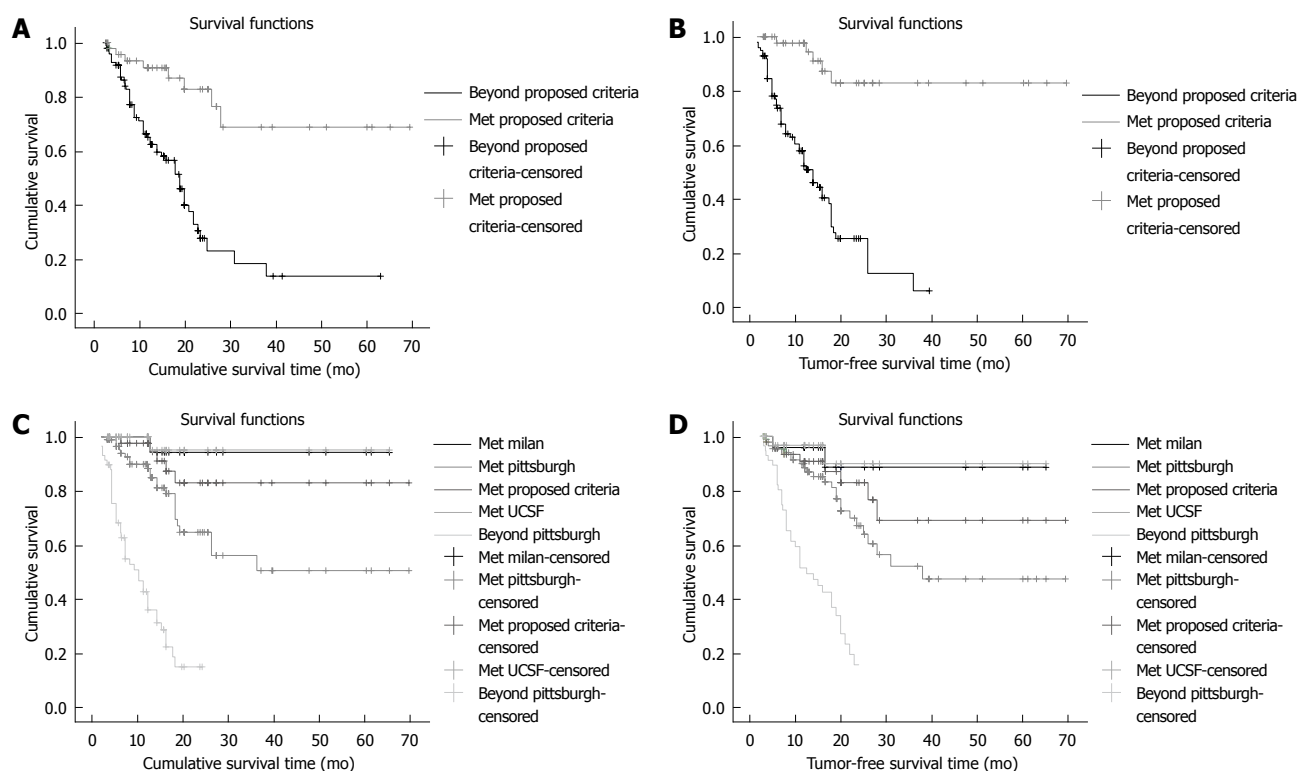 A
Survival functions
1.0
0.8
0.6
0.4
0.2
0.0
Cumulative survival
0 10 20 30 40 50 60 70
Cumulative survival time (mo)
Beyond proposed criteria
Met proposed criteria
Beyond proposed
criteria-censored
Met proposed
criteria-censored
B
Survival functions
1.0
0.8
0.6
0.4
0.2
0.0
Cumulative survival
0 10 20 30 40 50 60 70
Tumor-free survival time (mo)
Beyond proposed criteria
Met proposed criteria
Beyond proposed
criteria-censored
Met proposed
criteria-censored
C
Survival functions
1.0
0.8
0.6
0.4
0.2
0.0
Cumulative survival
0 10 20 30 40 50 60 70
Cumulative survival time (mo)
Met milan
Met pittsburgh
Met proposed criteria
Met UCSF
Beyond pittsburgh
Met milan-censored
Met pittsburgh-
censored
Met proposed criteria-
censored
Met UCSF-censored
Beyond pittsburgh-
censored
D
Survival functions
1.0
0.8
0.6
0.4
0.2
0.0
Cumulative survival
0 10 20 30 40 50 60 70
Tumor-free survival time (mo)
Met milan
Met pittsburgh
Met proposed criteria
Met UCSF
Beyond pittsburgh
Met milan-censored
Met pittsburgh-
censored
Met proposed criteria-
censored
Met UCSF-censored
Beyond pittsburgh-
censored